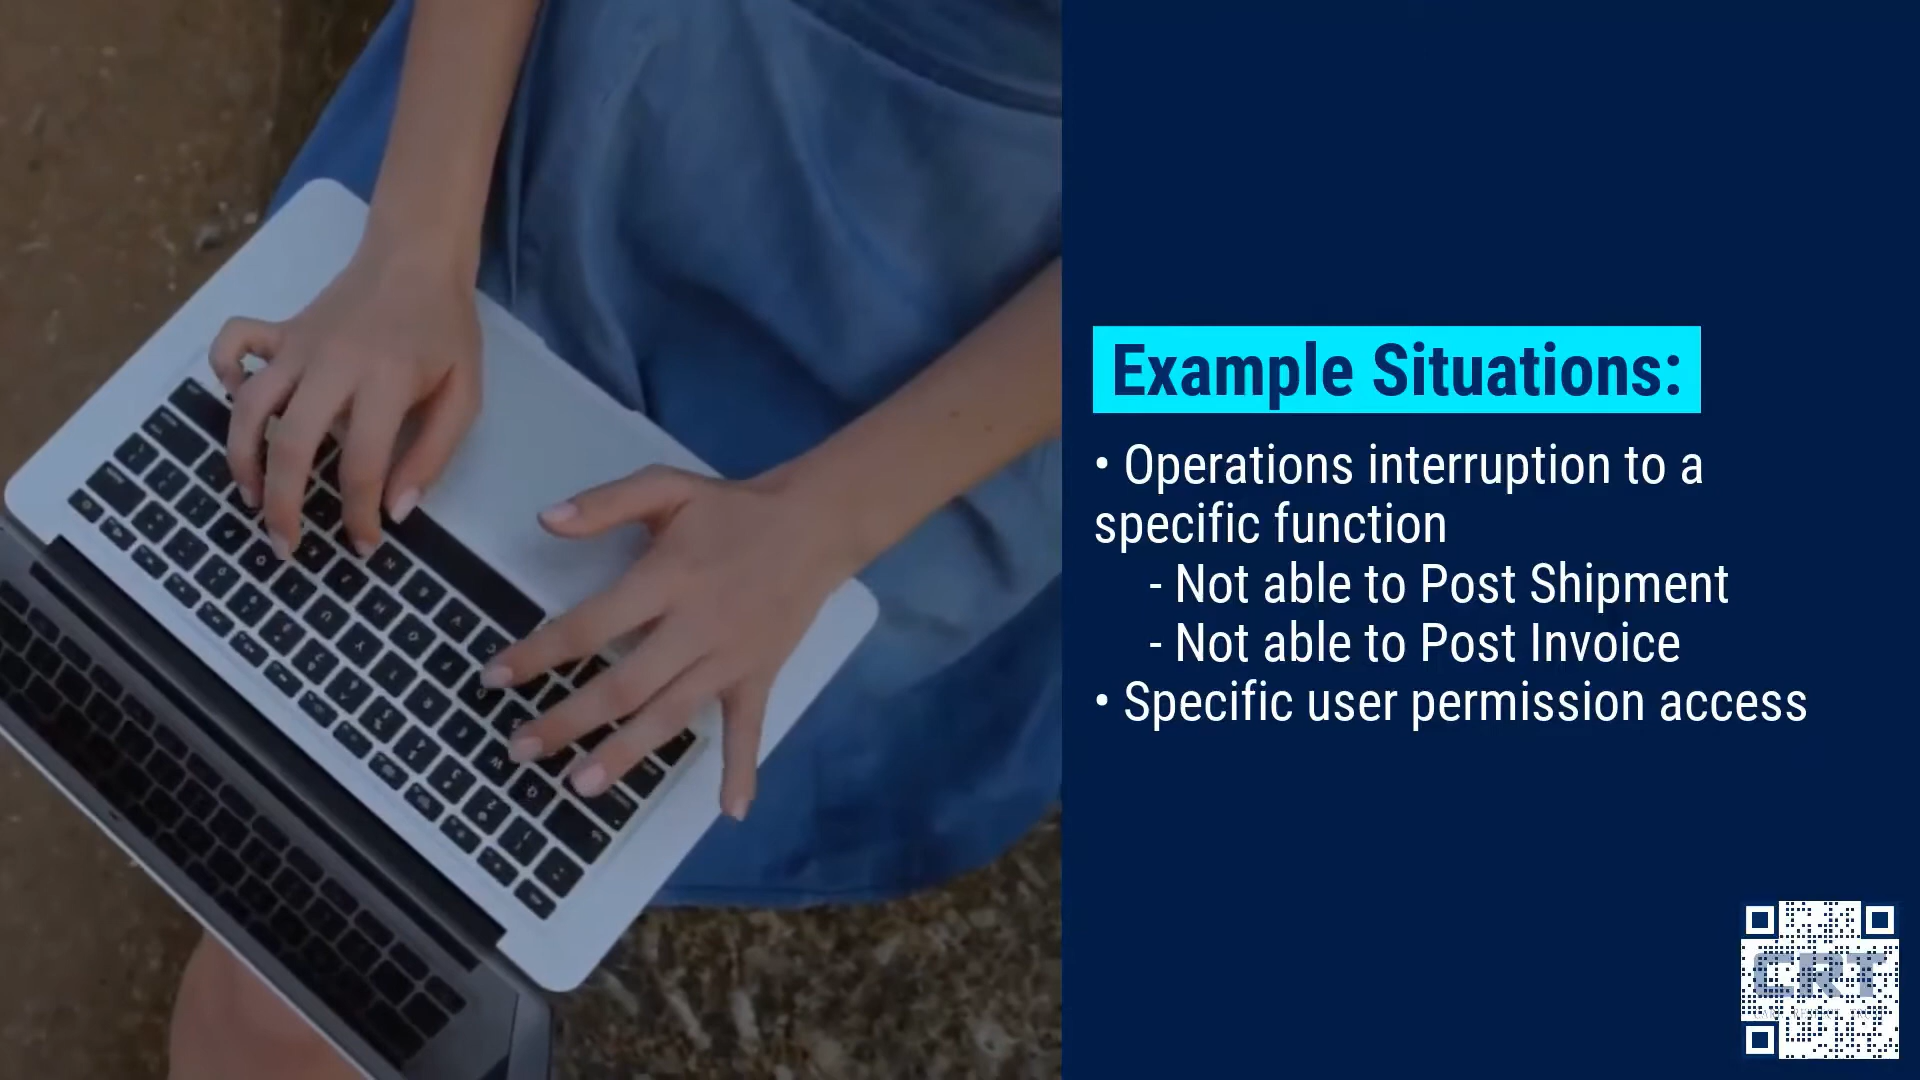 Example Situations:
• Operations interruption to a
specific function
- Not able to Post Shipment
- Not able to Post Invoice
• Specific user permission access
CRT